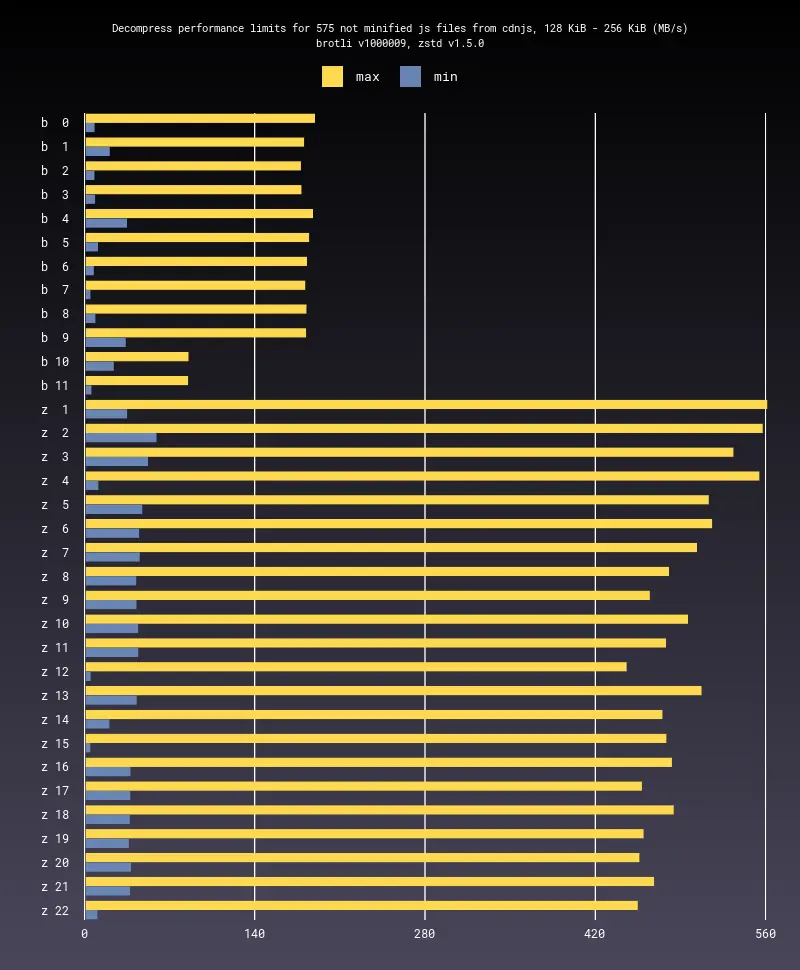 Decompress performance limits for 575 not minified js files from cdnjs, 128 KiB - 256 KiB (MB/s)
brotli v1000009, zstd v1.5.0
max min
b 0
b 1
b 2
b 3
b 4
b 5
b 6
b 7
b 8
b 9
b 10
b 11
z 1
z 2
z 3
z 4
z 5
z 6
z 7
z 8
z 9
z 10
z 11
z 12
z 13
z 14
z 15
z 16
z 17
z 18
z 19
z 20
z 21
z 22
0 140 280 420 560